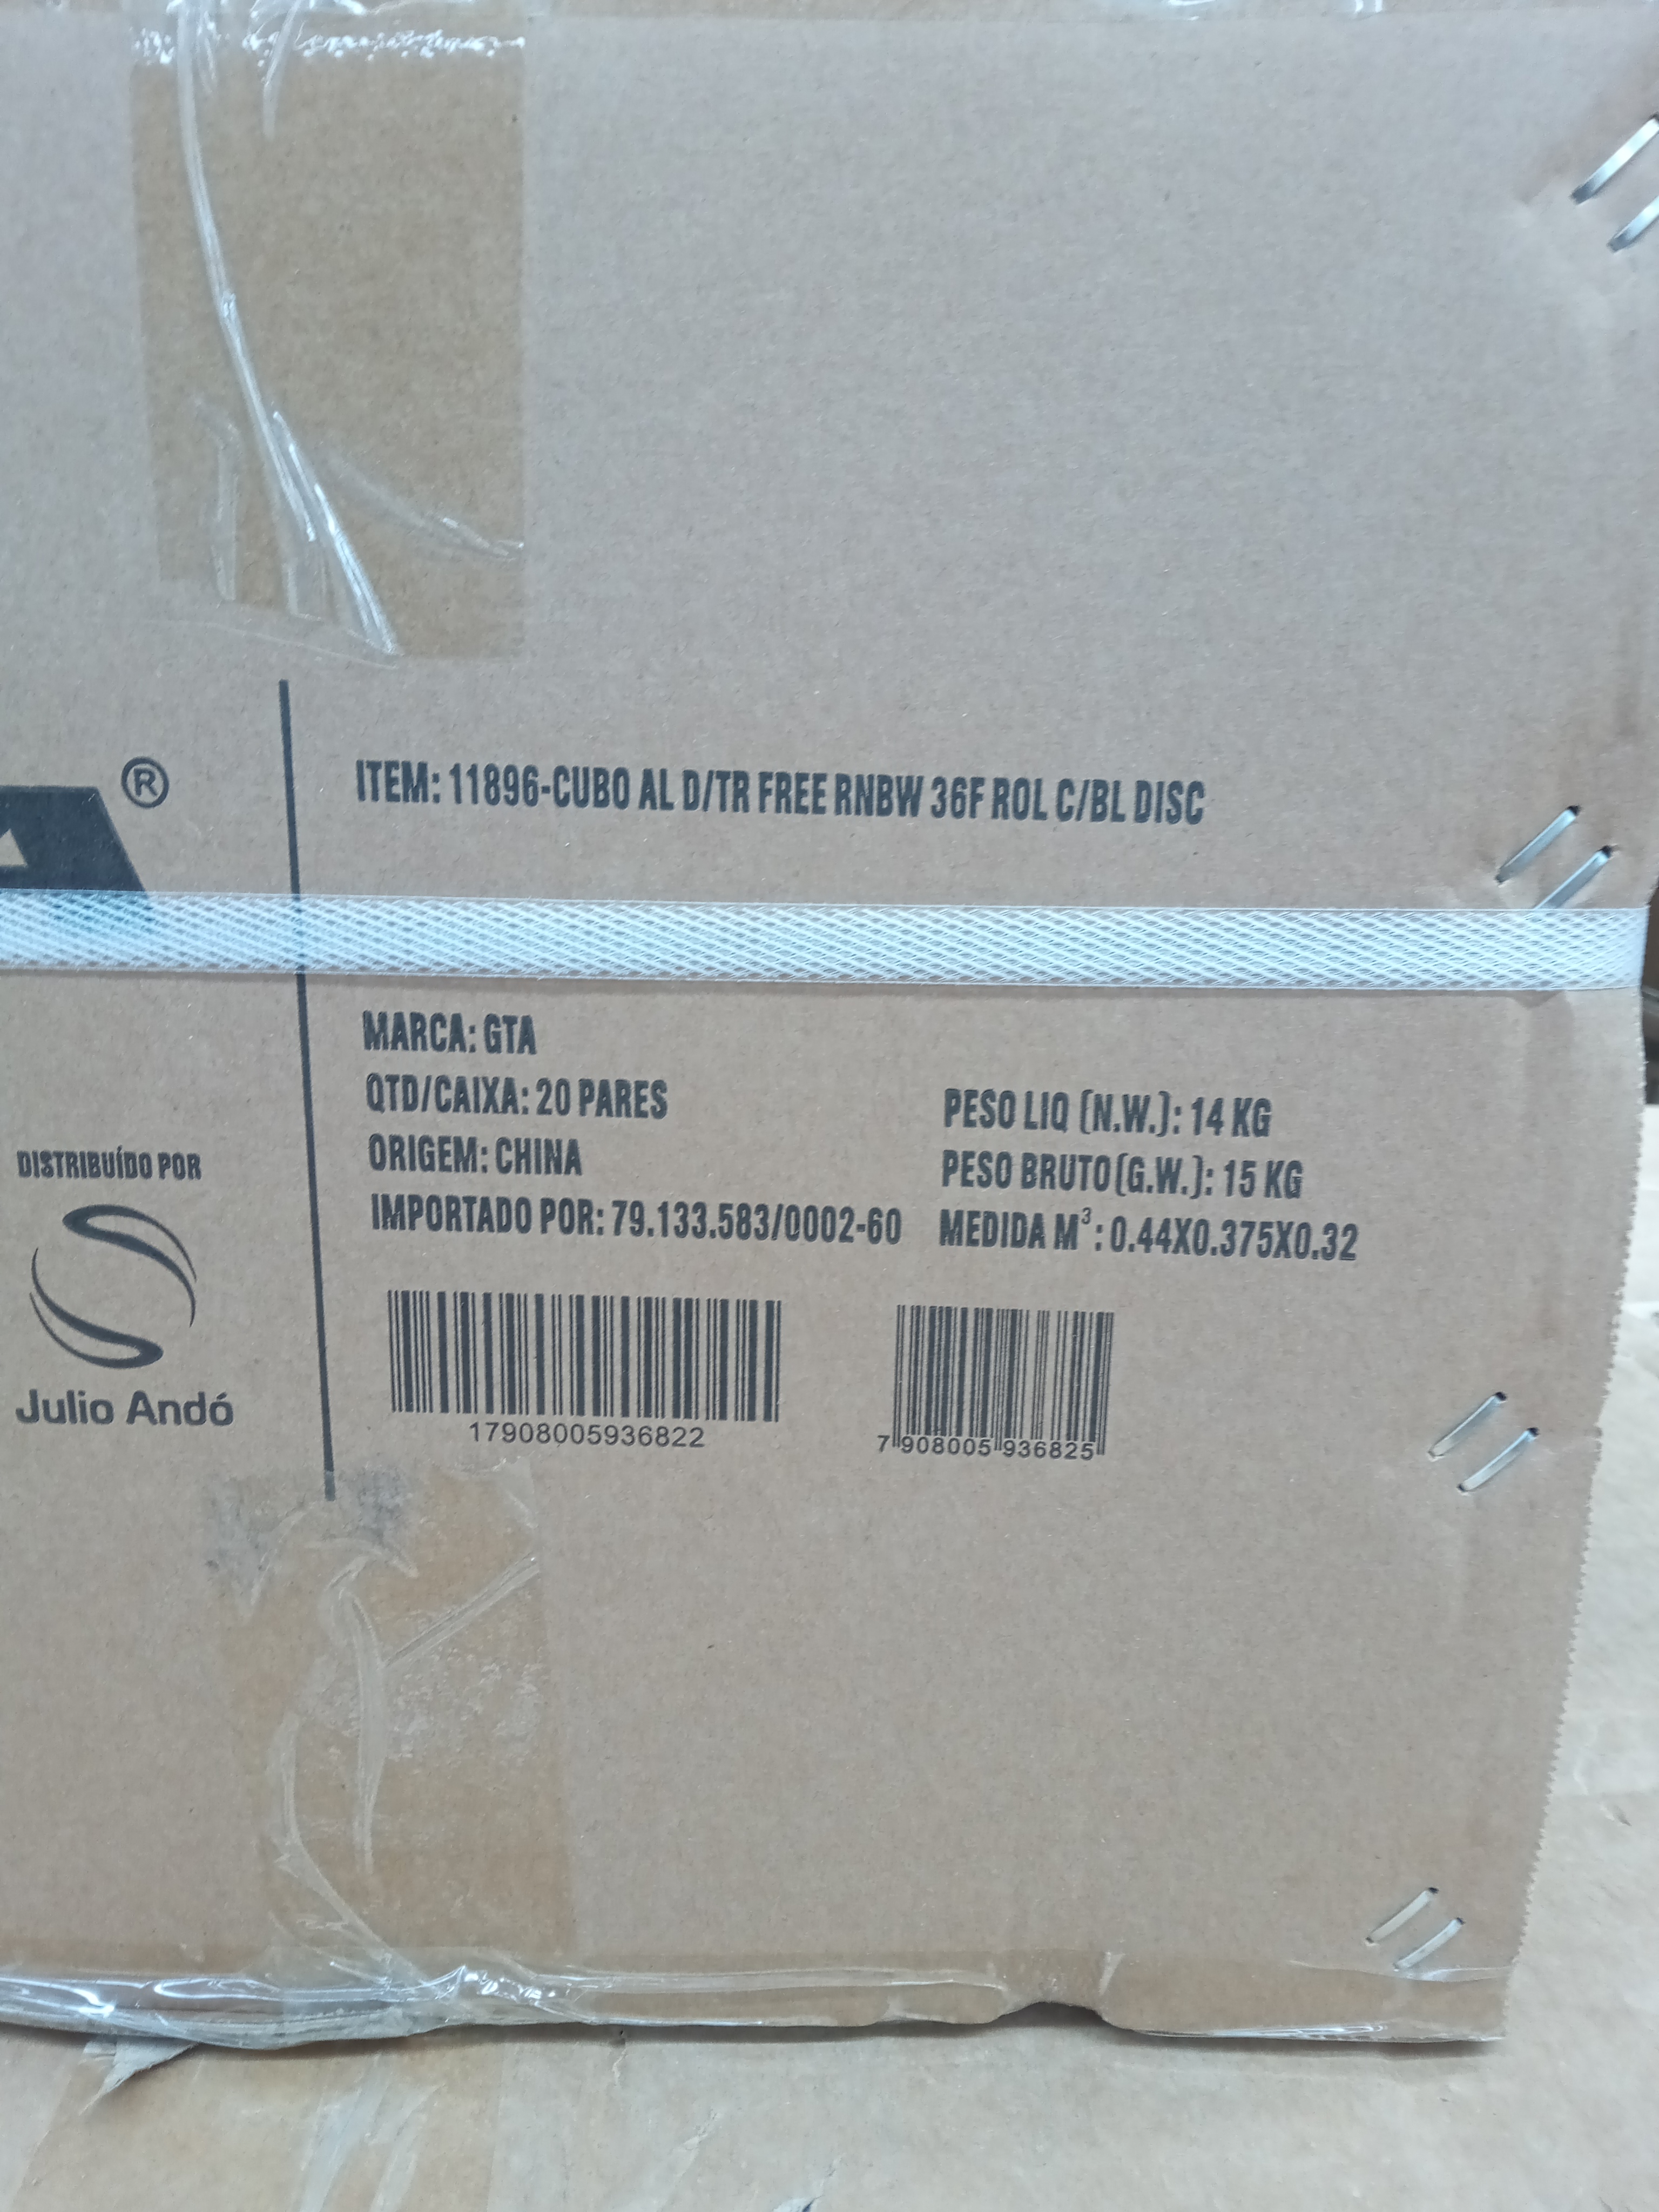 A®
ITEM: 11896-CUBO AL D/TR FREE RNBW 36F ROL C/BL DISC
MARCA: GTA
QTD/CAIXA: 20 PARES
ORIGEM: CHINA
IMPORTADO POR: 79.133.583/0002-60
PESO LIQ (N.W.): 14 KG
PESO BRUTO(G.W.): 15 KG
MEDIDA M³: 0.44X0.375X0.32
DISTRIBUÍDO POR
Julio Andó
17908005936822
7 908005 936825